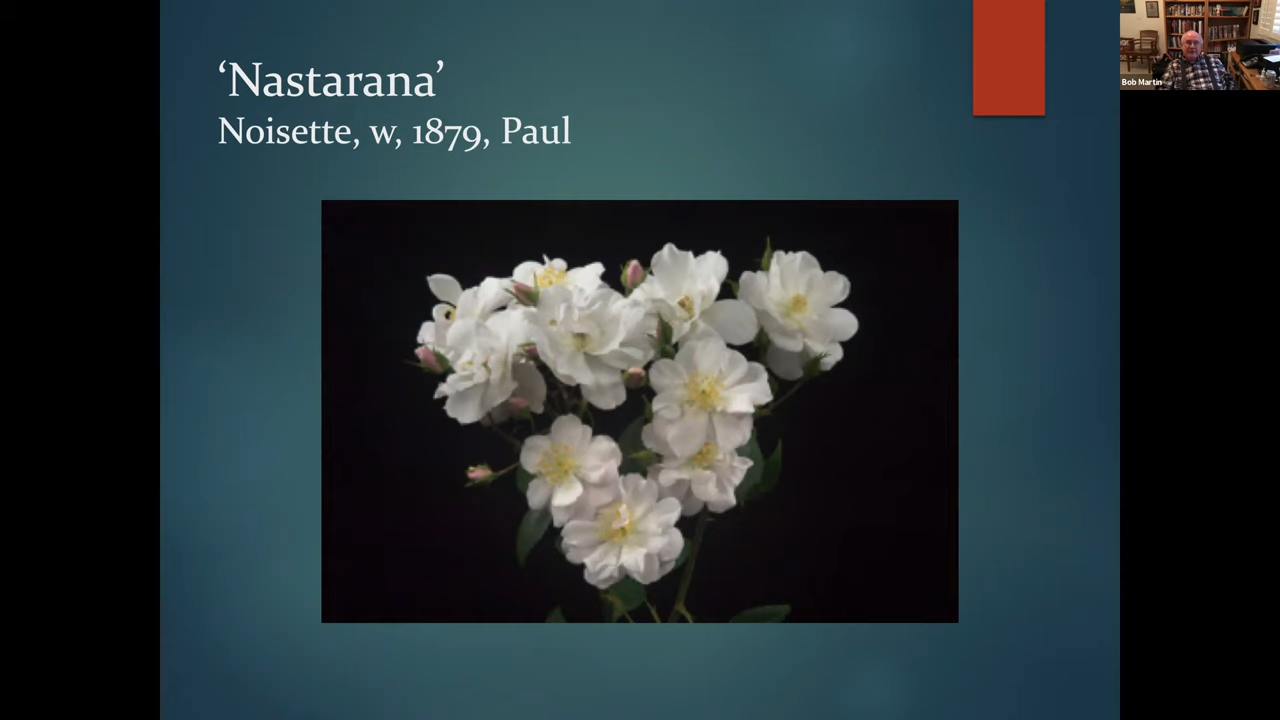 ‘Nastarana’
Noisette, w, 1879, Paul
Bob Martin